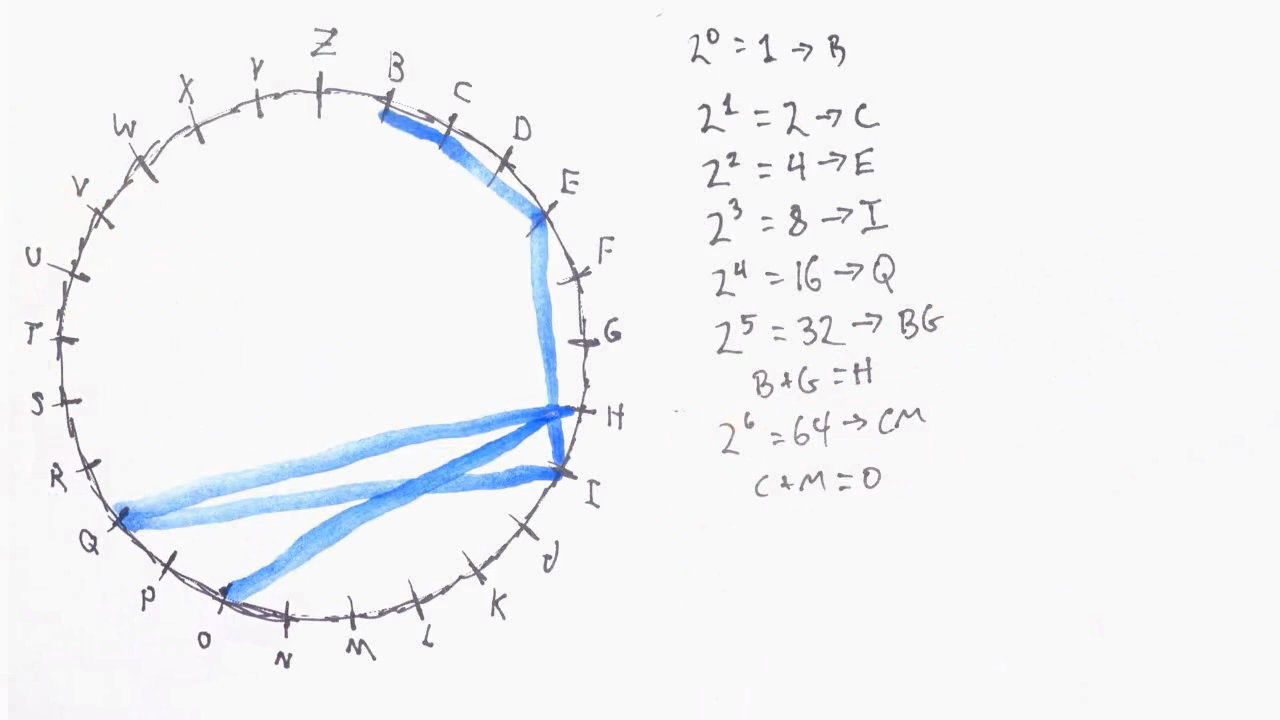 Z
B
C
D
E
F
G
H
I
J
K
L
M
N
O
P
Q
R
S
T
U
V
W
X
Y
2⁰ = 1 → B
2¹ = 2 → C
2² = 4 → E
2³ = 8 → I
2⁴ = 16 → Q
2⁵ = 32 → BG
B+G = H
2⁶ = 64 → CM
C+M = O